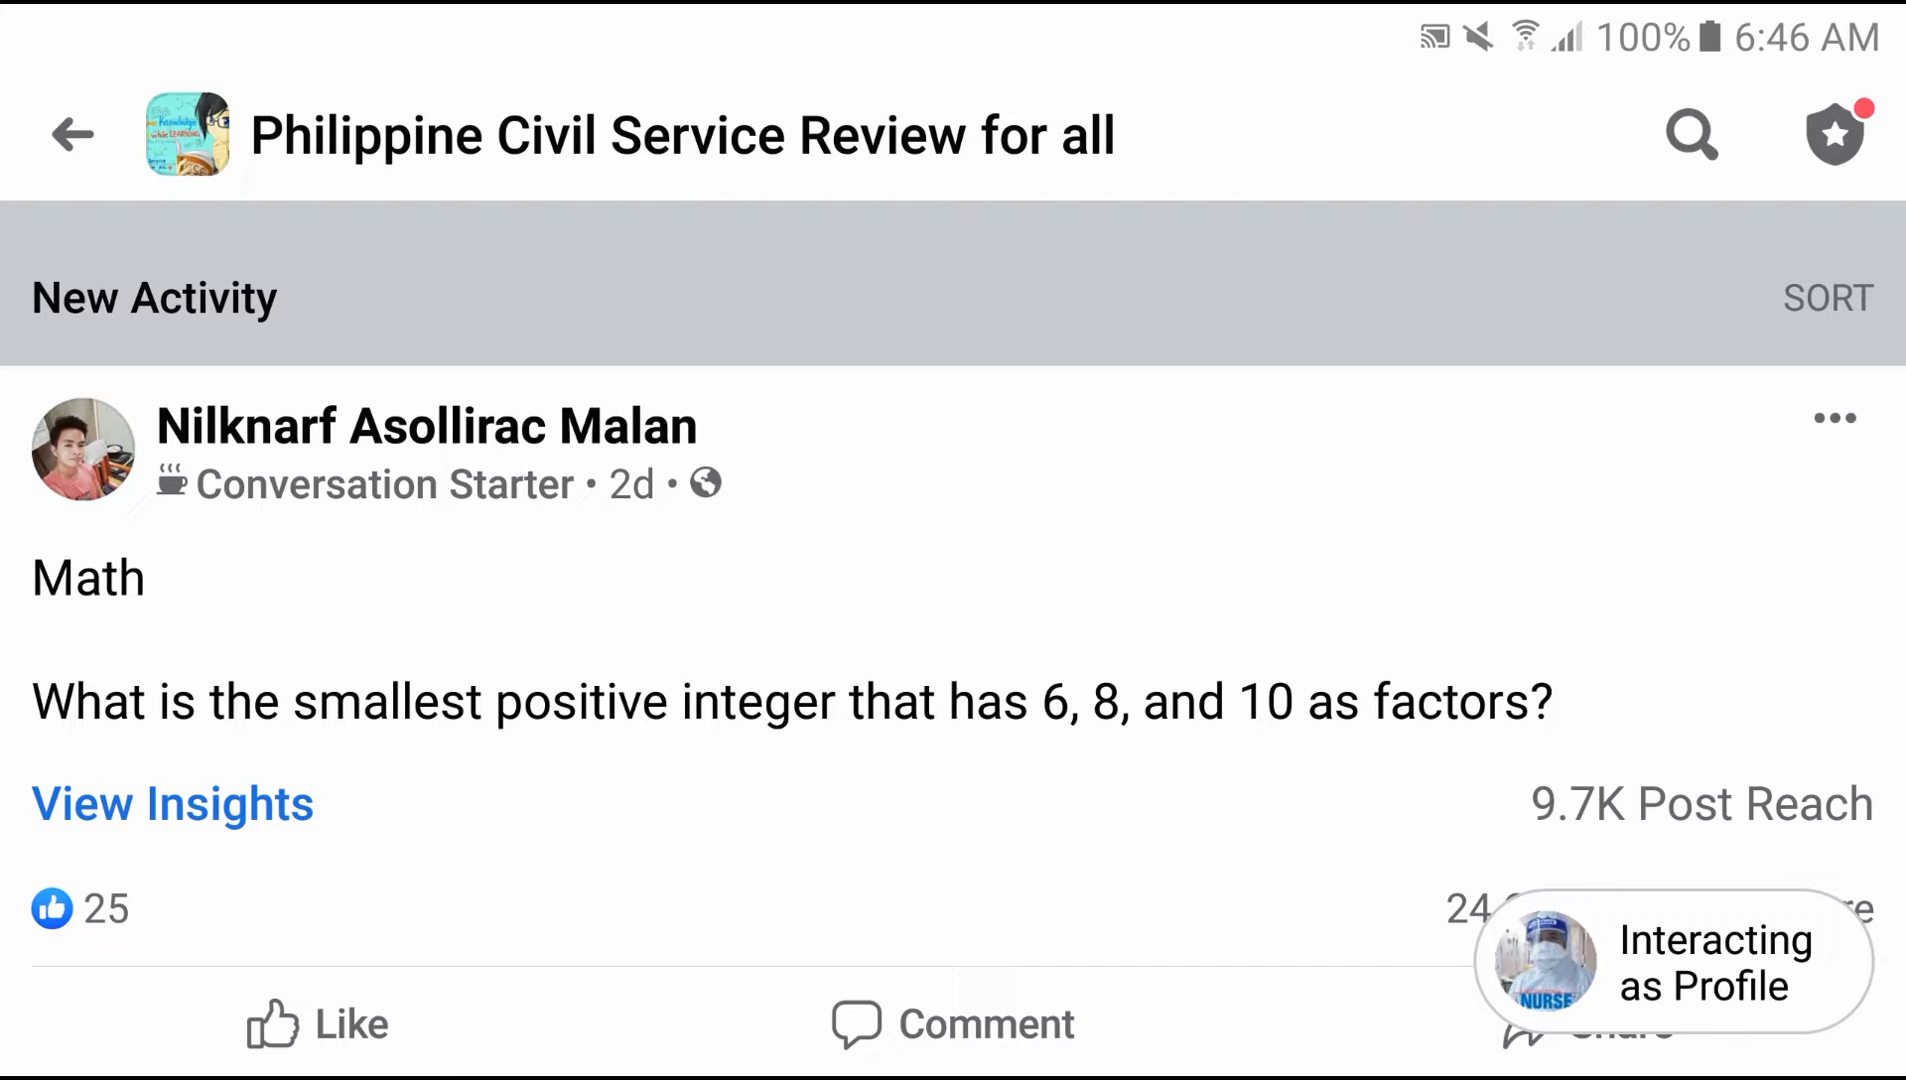 100% 6:46 AM
Philippine Civil Service Review for all
New Activity
SORT
Nilknarf Asollirac Malan
Conversation Starter • 2d •
Math
What is the smallest positive integer that has 6, 8, and 10 as factors?
View Insights
9.7K Post Reach
25
Interacting
as Profile
NURSE
Like
Comment
Share